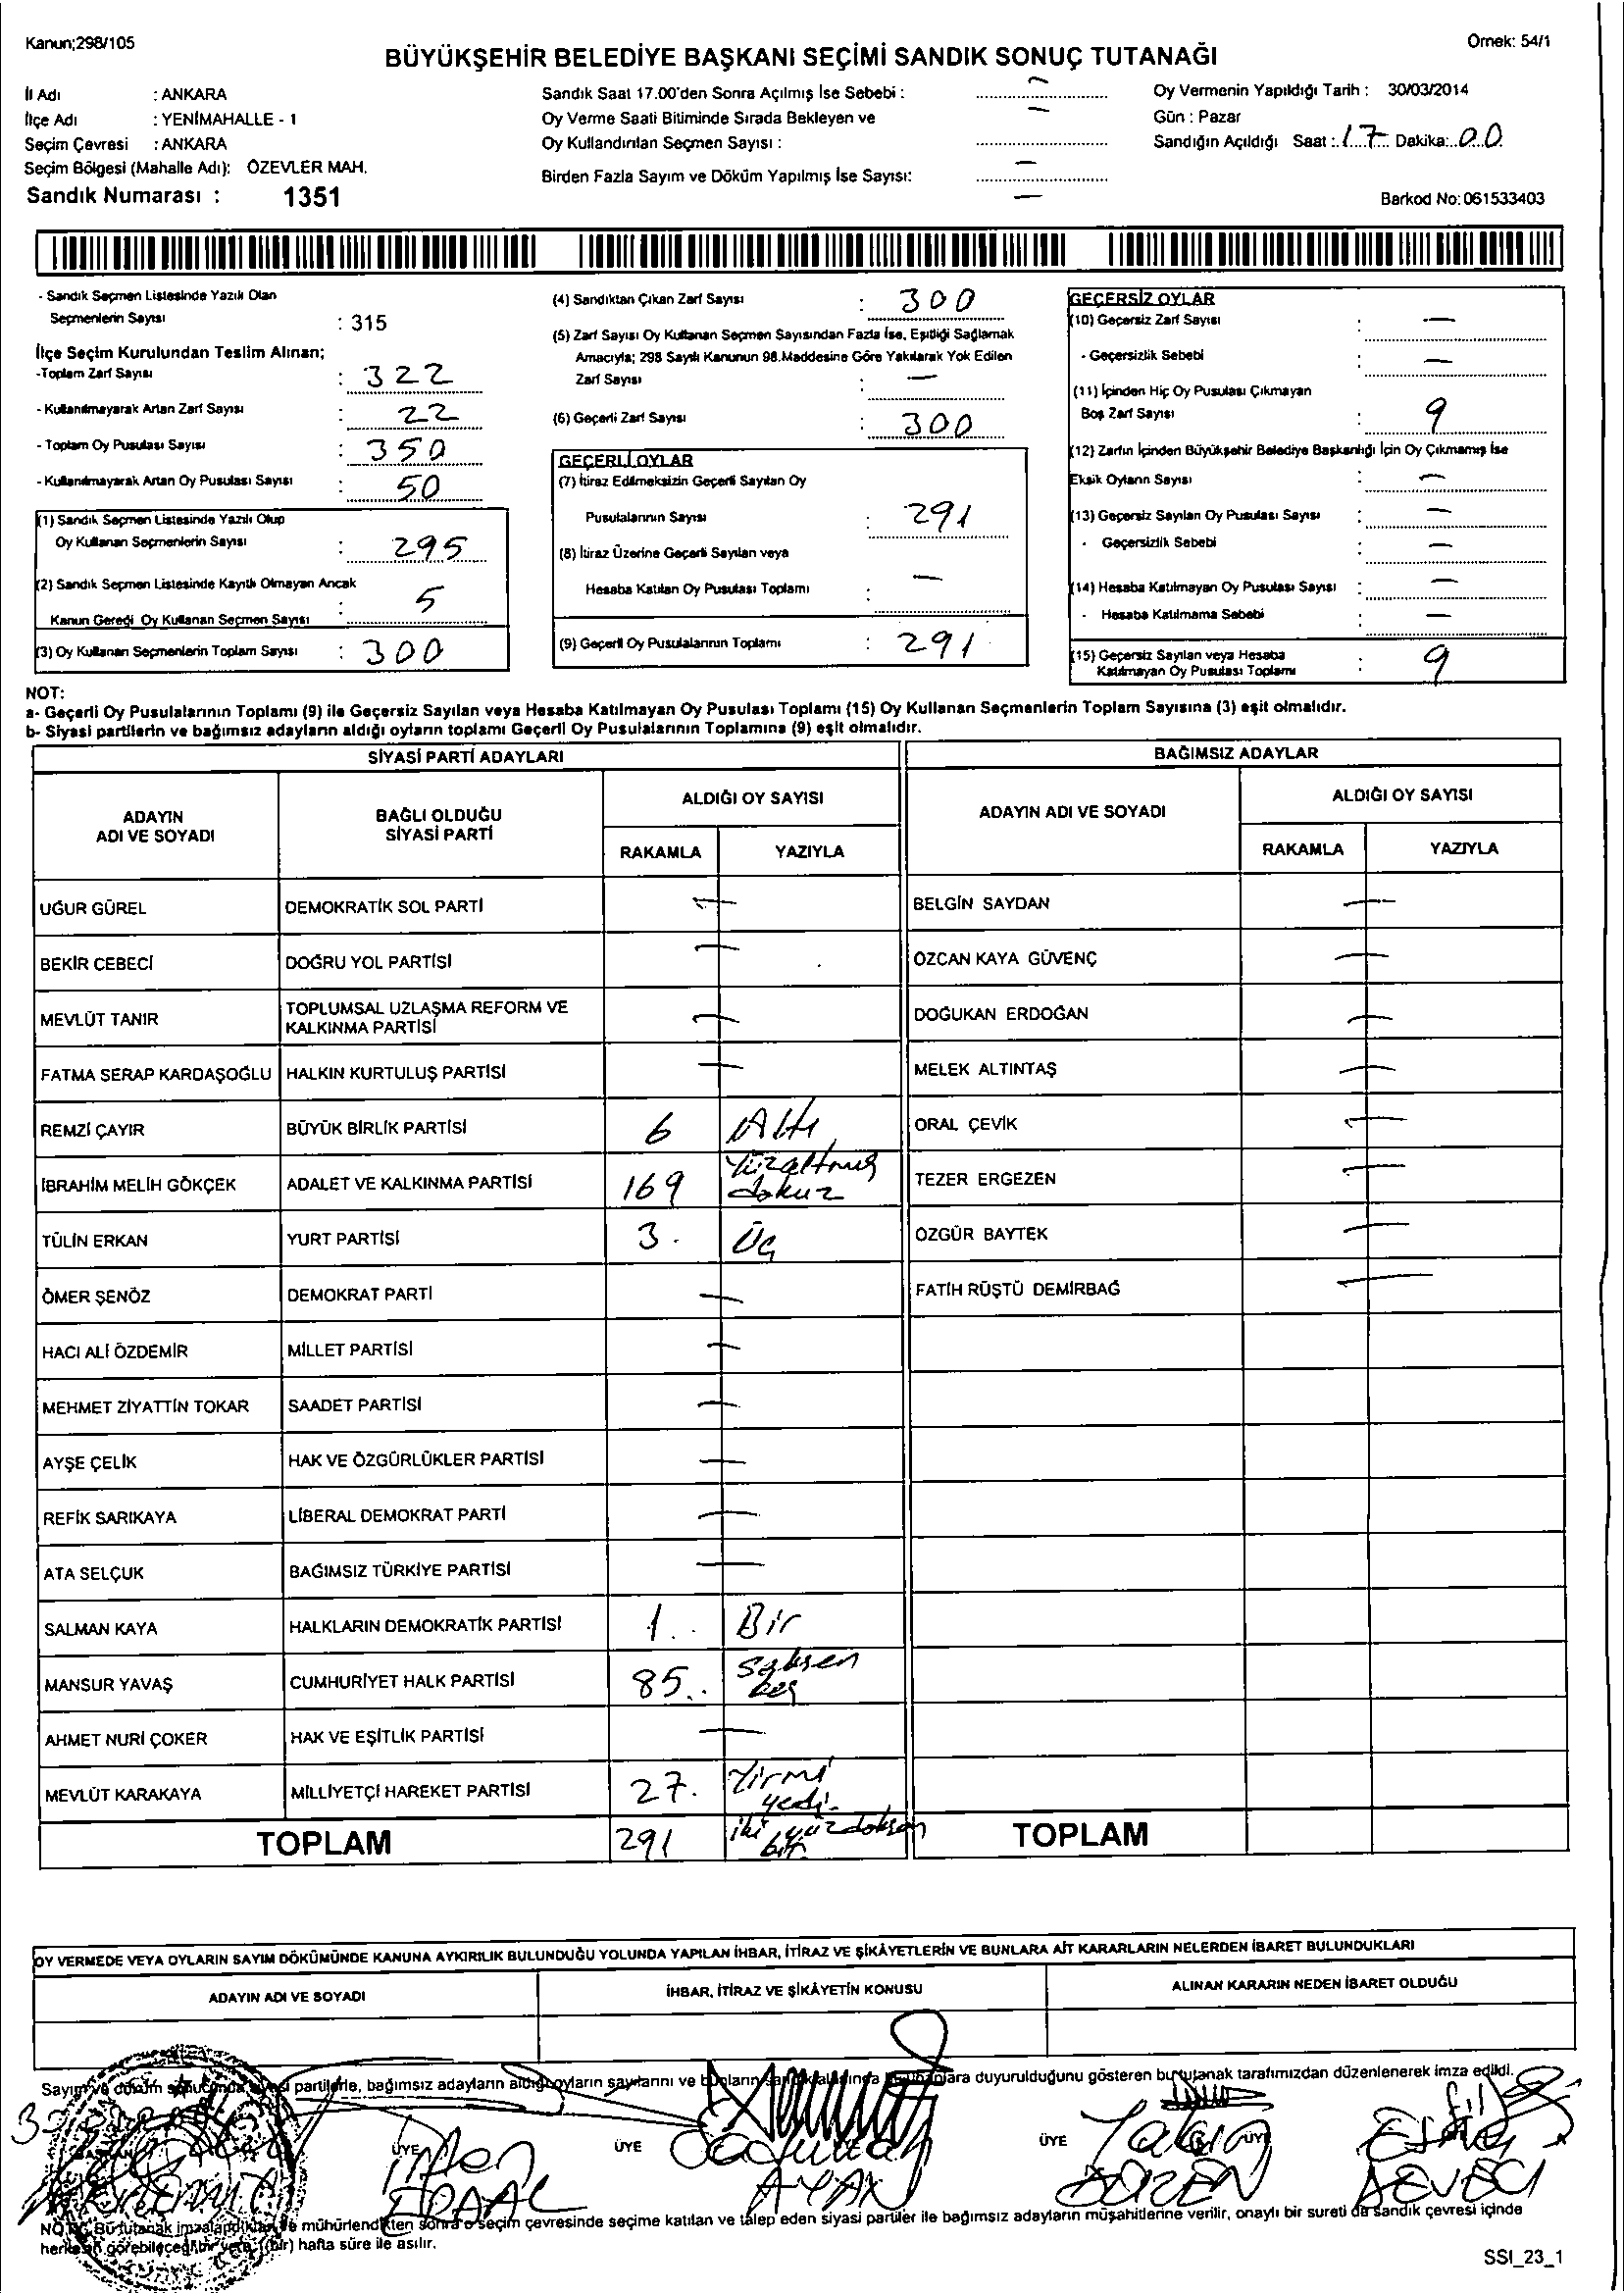 Kanun;298/105
Örnek: 54/1
BÜYÜKŞEHİR BELEDİYE BAŞKANI SEÇİMİ SANDIK SONUÇ TUTANAĞI
İl Adı : ANKARA
İlçe Adı : YENİMAHALLE - 1
Seçim Çevresi : ANKARA
Seçim Bölgesi (Mahalle Adı): ÖZEVLER MAH.
Sandık Numarası : 1351
Sandık Saat 17.00'den Sonra Açılmış İse Sebebi : —
Oy Verme Saati Bitiminde Sırada Bekleyen ve
Oy Kullandırılan Seçmen Sayısı : —
Birden Fazla Sayım ve Döküm Yapılmış İse Sayısı: —
—
Oy Vermenin Yapıldığı Tarih : 30/03/2014
Gün : Pazar
Sandığın Açıldığı Saat : 17 Dakika: 00
Barkod No: 061533403
- Sandık Seçmen Listesinde Yazılı Olan
Seçmenlerin Sayısı : 315
İlçe Seçim Kurulundan Teslim Alınan;
-Toplam Zarf Sayısı : 322
- Kullanılmayarak Artan Zarf Sayısı : 22
- Toplam Oy Pusulası Sayısı : 350
- Kullanılmayarak Artan Oy Pusulası Sayısı : 50
(1) Sandık Seçmen Listesinde Yazılı Olup
Oy Kullanan Seçmenlerin Sayısı : 295
(2) Sandık Seçmen Listesinde Kayıtlı Olmayan Ancak
Kanun Gereği Oy Kullanan Seçmen Sayısı : 5
(3) Oy Kullanan Seçmenlerin Toplam Sayısı : 300
(4) Sandıktan Çıkan Zarf Sayısı : 300
(5) Zarf Sayısı Oy Kullanan Seçmen Sayısından Fazla İse, Eşitliği Sağlamak
Amacıyla; 298 Sayılı Kanunun 98.Maddesine Göre Yakılarak Yok Edilen
Zarf Sayısı : —
(6) Geçerli Zarf Sayısı : 300
GEÇERLİ OYLAR
(7) İtiraz Edilmeksizin Geçerli Sayılan Oy
Pusulalarının Sayısı : 291
(8) İtiraz Üzerine Geçerli Sayılan veya
Hesaba Katılan Oy Pusulası Toplamı : —
(9) Geçerli Oy Pusulalarının Toplamı : 291
GEÇERSİZ OYLAR
(10) Geçersiz Zarf Sayısı : —
- Geçersizlik Sebebi : —
(11) İçinden Hiç Oy Pusulası Çıkmayan
Boş Zarf Sayısı : 9
(12) Zarfın İçinden Büyükşehir Belediye Başkanlığı İçin Oy Çıkmamış İse
Eksik Oyların Sayısı : —
(13) Geçersiz Sayılan Oy Pusulası Sayısı : —
- Geçersizlik Sebebi : —
(14) Hesaba Katılmayan Oy Pusulası Sayısı : —
- Hesaba Katılmama Sebebi : —
(15) Geçersiz Sayılan veya Hesaba
Katılmayan Oy Pusulası Toplamı : 9
NOT:
a- Geçerli Oy Pusulalarının Toplamı (9) ile Geçersiz Sayılan veya Hesaba Katılmayan Oy Pusulası Toplamı (15) Oy Kullanan Seçmenlerin Toplam Sayısına (3) eşit olmalıdır.
b- Siyasi partilerin ve bağımsız adayların aldığı oyların toplamı Geçerli Oy Pusulalarının Toplamına (9) eşit olmalıdır.
SİYASİ PARTİ ADAYLARI
ADAYIN
ADI VE SOYADI
BAĞLI OLDUĞU
SİYASİ PARTİ
ALDIĞI OY SAYISI
RAKAMLA YAZIYLA
UĞUR GÜREL DEMOKRATİK SOL PARTİ —
BEKİR CEBECİ DOĞRU YOL PARTİSİ —
MEVLÜT TANIR TOPLUMSAL UZLAŞMA REFORM VE
KALKINMA PARTİSİ —
FATMA SERAP KARDAŞOĞLU HALKIN KURTULUŞ PARTİSİ —
REMZİ ÇAYIR BÜYÜK BİRLİK PARTİSİ 6 Altı
İBRAHİM MELİH GÖKÇEK ADALET VE KALKINMA PARTİSİ 169 Yüzaltmış
dokuz
TÜLİN ERKAN YURT PARTİSİ 3. Üç
ÖMER ŞENÖZ DEMOKRAT PARTİ —
HACI ALİ ÖZDEMİR MİLLET PARTİSİ —
MEHMET ZİYATTİN TOKAR SAADET PARTİSİ —
AYŞE ÇELİK HAK VE ÖZGÜRLÜKLER PARTİSİ —
REFİK SARIKAYA LİBERAL DEMOKRAT PARTİ —
ATA SELÇUK BAĞIMSIZ TÜRKİYE PARTİSİ —
SALMAN KAYA HALKLARIN DEMOKRATİK PARTİSİ 1.. Bir
MANSUR YAVAŞ CUMHURİYET HALK PARTİSİ 85.. Seksen
beş
AHMET NURİ ÇOKER HAK VE EŞİTLİK PARTİSİ —
MEVLÜT KARAKAYA MİLLİYETÇİ HAREKET PARTİSİ 27. Yirmi
yedi.
TOPLAM 291 iki yüz doksan
bir.
BAĞIMSIZ ADAYLAR
ADAYIN ADI VE SOYADI
ALDIĞI OY SAYISI
RAKAMLA YAZIYLA
BELGİN SAYDAN —
ÖZCAN KAYA GÜVENÇ —
DOĞUKAN ERDOĞAN —
MELEK ALTINTAŞ —
ORAL ÇEVİK —
TEZER ERGEZEN —
ÖZGÜR BAYTEK —
FATİH RÜŞTÜ DEMİRBAĞ —
TOPLAM
OY VERMEDE VEYA OYLARIN SAYIM DÖKÜMÜNDE KANUNA AYKIRILIK BULUNDUĞU YOLUNDA YAPILAN İHBAR, İTİRAZ VE ŞİKÂYETLERİN VE BUNLARA AİT KARARLARIN NELERDEN İBARET BULUNDUKLARI
ADAYIN ADI VE SOYADI
İHBAR, İTİRAZ VE ŞİKÂYETİN KONUSU
ALINAN KARARIN NEDEN İBARET OLDUĞU
Sayım ve döküm sonucunda siyasi partilerle, bağımsız adayların aldığı oyların sayılarını ve bunların duyurulduğunu gösteren bu tutanak tarafımızdan düzenlenerek imza edildi.
ÜYE ÜYE ÜYE ÜYE
AYAN
NOT: Bu tutanak imzalandıktan ve mühürlendikten sonra o seçim çevresinde seçime katılan ve talep eden siyasi partiler ile bağımsız adayların müşahitlerine verilir, onaylı bir sureti de sandık çevresi içinde
herkesin görebileceği bir yere (bir) hafta süre ile asılır.
SSI_23_1